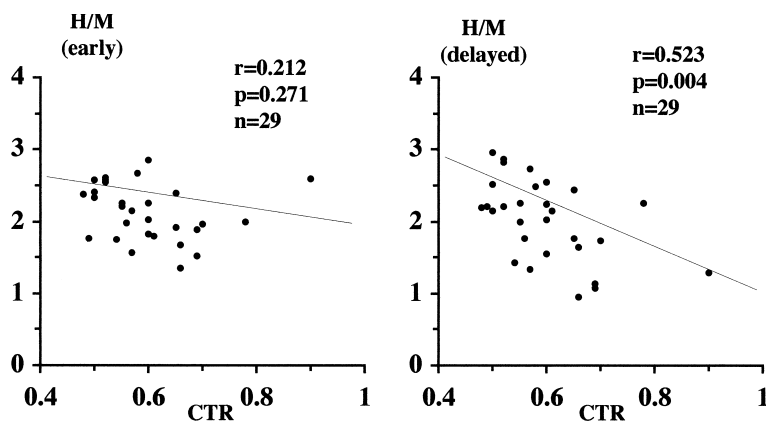 H/M
(early)
r=0.212
p=0.271
n=29
4
3
2
1
0
0.4 0.6 0.8 1
CTR
H/M
(delayed)
r=0.523
p=0.004
n=29
4
3
2
1
0
0.4 0.6 0.8 1
CTR